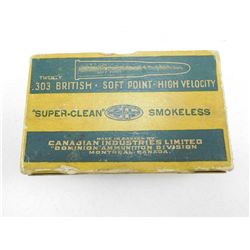 TWENTY
.303 BRITISH · SOFT POINT · HIGH VELOCITY
"SUPER-CLEAN" SMOKELESS
MADE IN CANADA BY
CANADIAN INDUSTRIES LIMITED
"DOMINION" AMMUNITION DIVISION
MONTREAL, CANADA